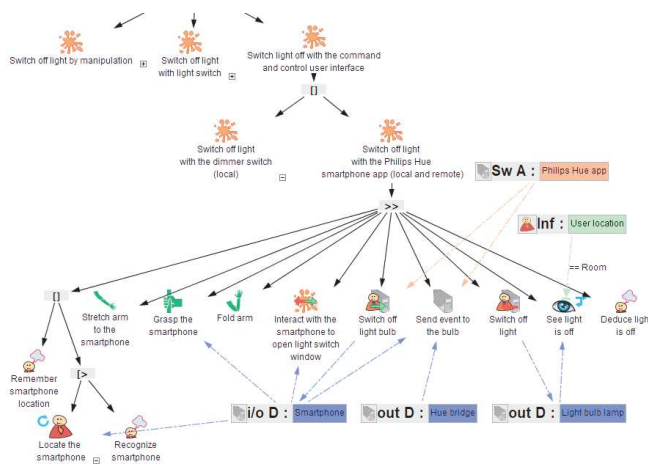 Switch off light by manipulation
Switch off light
with light switch
Switch light off with the command
and control user interface
[]
Switch off light
with the dimmer switch
(local)
Switch off light
with the Philips Hue
smartphone app (local and remote)
Sw A : Philips Hue app
>>
Inf : User location
== Room
[]
Stretch arm
to the
smartphone
Grasp the
smartphone
Fold arm
Interact with the
smartphone to
open light switch
window
Switch off
light bulb
Send event to
the bulb
Switch off
light
See light
is off
Deduce light
is off
Remember
smartphone
location
[>
Locate the
smartphone
Recognize
smartphone
i/o D : Smartphone
out D : Hue bridge
out D : Light bulb lamp